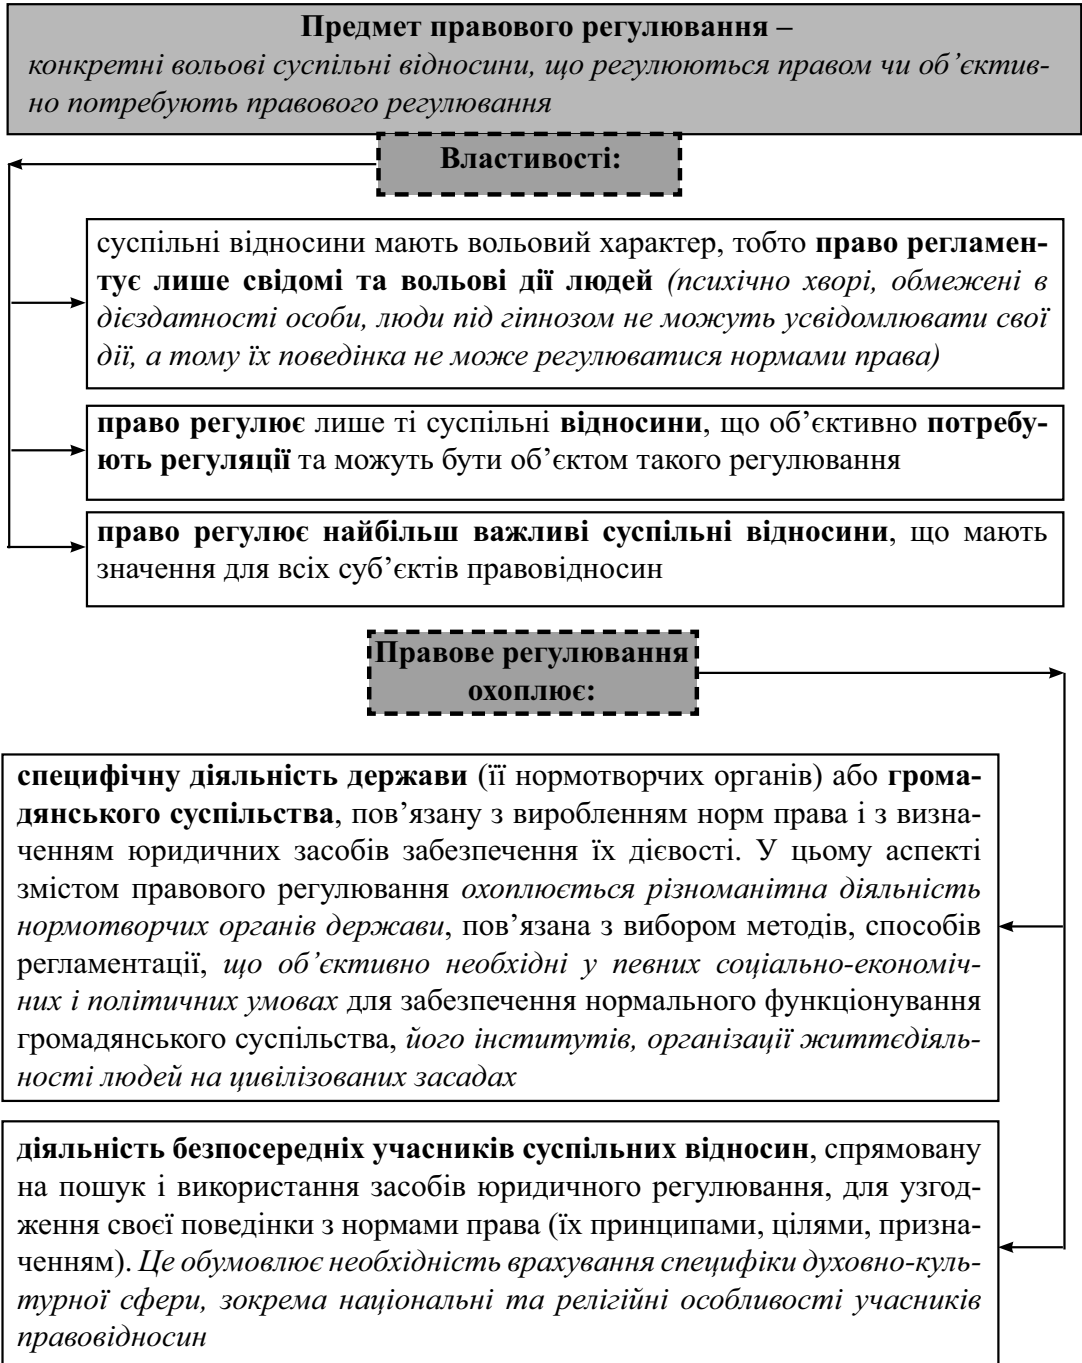 Предмет правового регулювання –
конкретні вольові суспільні відносини, що регулюються правом чи об’єктив-
но потребують правового регулювання
Властивості:
суспільні відносини мають вольовий характер, тобто право регламен-
тує лише свідомі та вольові дії людей (психічно хворі, обмежені в
дієздатності особи, люди під гіпнозом не можуть усвідомлювати свої
дії, а тому їх поведінка не може регулюватися нормами права)
право регулює лише ті суспільні відносини, що об’єктивно потребу-
ють регуляції та можуть бути об’єктом такого регулювання
право регулює найбільш важливі суспільні відносини, що мають
значення для всіх суб’єктів правовідносин
Правове регулювання
охоплює:
специфічну діяльність держави (її нормотворчих органів) або грома-
дянського суспільства, пов’язану з виробленням норм права і з визна-
ченням юридичних засобів забезпечення їх дієвості. У цьому аспекті
змістом правового регулювання охоплюється різноманітна діяльність
нормотворчих органів держави, пов’язана з вибором методів, способів
регламентації, що об’єктивно необхідні у певних соціально-економіч-
них і політичних умовах для забезпечення нормального функціонування
громадянського суспільства, його інститутів, організації життєдіяль-
ності людей на цивілізованих засадах
діяльність безпосередніх учасників суспільних відносин, спрямовану
на пошук і використання засобів юридичного регулювання, для узгод-
ження своєї поведінки з нормами права (їх принципами, цілями, призна-
ченням). Це обумовлює необхідність врахування специфіки духовно-куль-
турної сфери, зокрема національні та релігійні особливості учасників
правовідносин